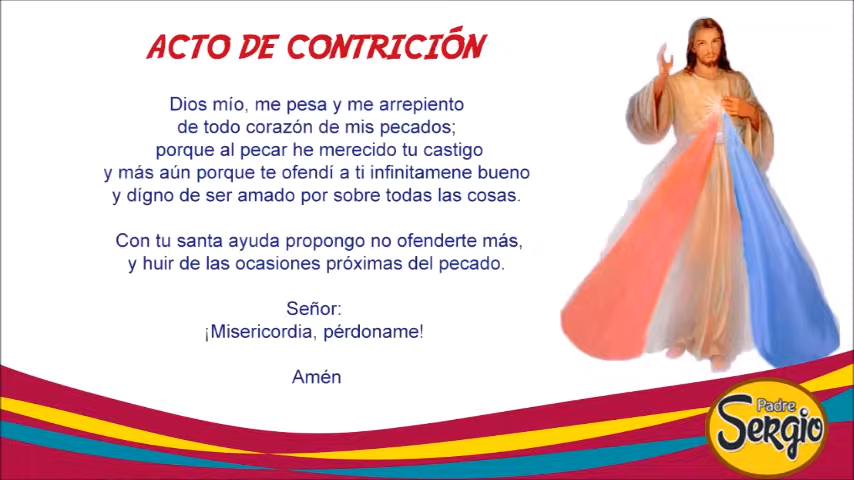 ACTO DE CONTRICIÓN
Dios mío, me pesa y me arrepiento
de todo corazón de mis pecados;
porque al pecar he merecido tu castigo
y más aún porque te ofendí a ti infinitamene bueno
y dígno de ser amado por sobre todas las cosas.
Con tu santa ayuda propongo no ofenderte más,
y huir de las ocasiones próximas del pecado.
Señor:
¡Misericordia, pérdoname!
Amén
Padre
Sergio